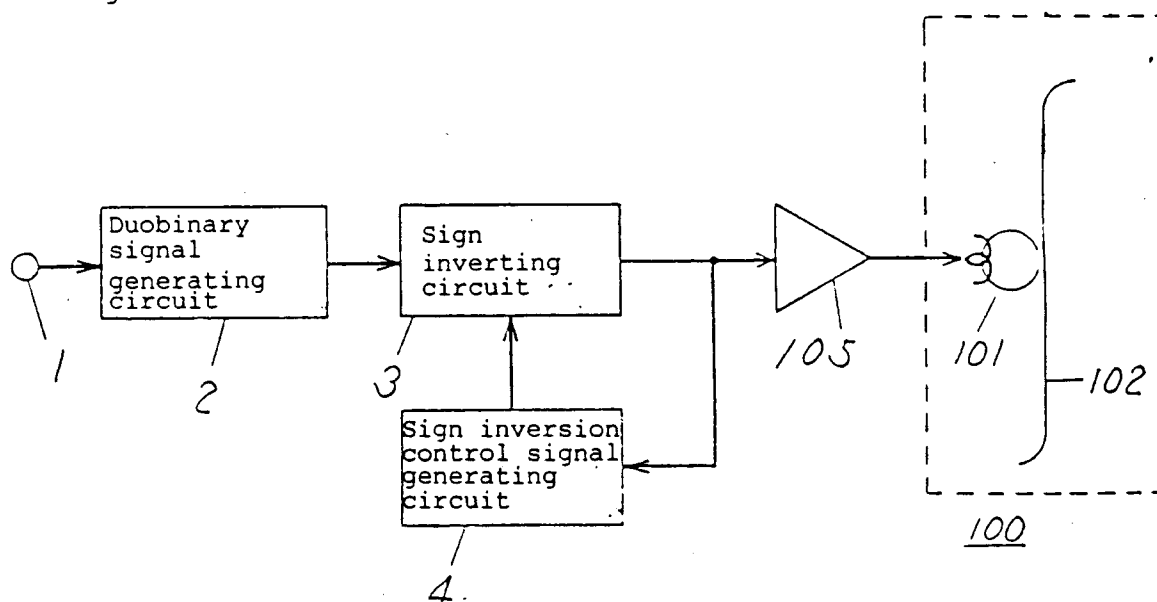 Duobinary
signal
generating
circuit
Sign
inverting
circuit
1
2
3
105
101
102
Sign inversion
control signal
generating
circuit
4
100